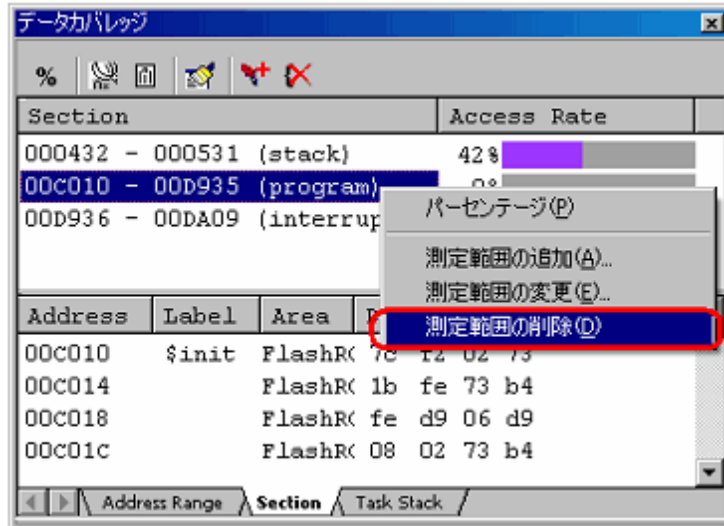 データカバレッジ
%
Section Access Rate
000432 - 000531 (stack) 42%
00C010 - 00D935 (program)
00D936 - 00DA09 (interrup
パーセンテージ(P)
測定範囲の追加(A)...
測定範囲の変更(E)...
測定範囲の削除(D)
Address Label Area
00C010 $init FlashR( 7c f2 02 73
00C014 FlashR( 1b fe 73 b4
00C018 FlashR( fe d9 06 d9
00C01C FlashR( 08 02 73 b4
Address Range Section Task Stack